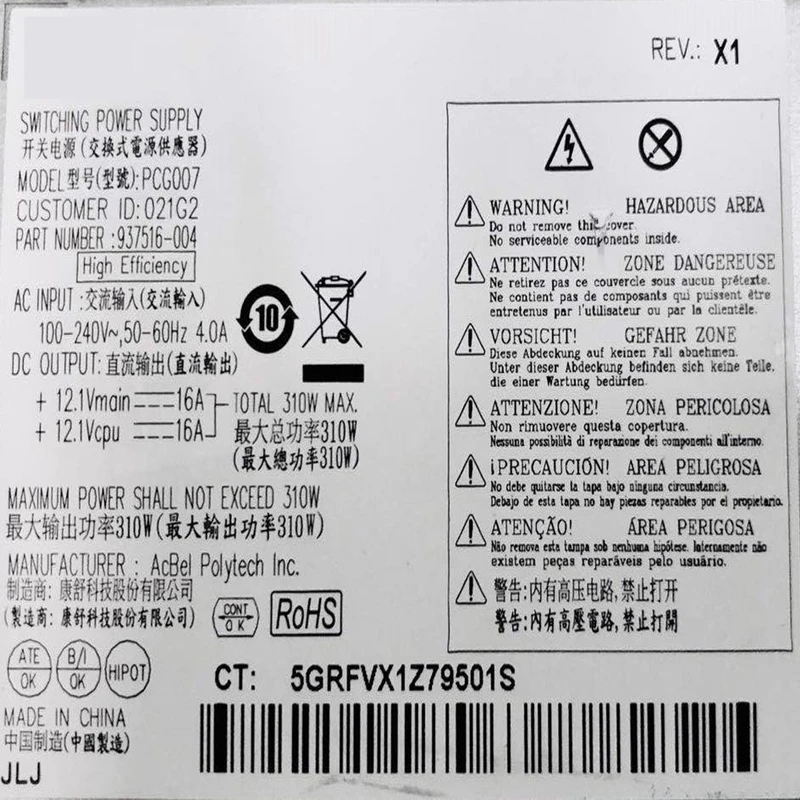 REV.: X1
SWITCHING POWER SUPPLY
开关电源 (交換式電源供應器)
MODEL型号(型號):PCG007
CUSTOMER ID:021G2
PART NUMBER :937516-004
High Efficiency
AC INPUT :交流输入(交流輸入)
100-240V~,50-60Hz 4.0A
DC OUTPUT: 直流输出(直流輸出)
+ 12.1Vmain 16A
+ 12.1Vcpu 16A
TOTAL 310W MAX.
最大总功率310W
(最大總功率310W)
10
MAXIMUM POWER SHALL NOT EXCEED 310W
最大输出功率310W(最大輸出功率310W)
MANUFACTURER : AcBel Polytech Inc.
制造商: 康舒科技股份有限公司
(製造商: 康舒科技股份有限公司)
CONT
OK
RoHS
ATE
OK
B/I
OK
HIPOT
MADE IN CHINA
中国制造(中國製造)
JLJ
WARNING! HAZARDOUS AREA
Do not remove this cover.
No serviceable components inside.
ATTENTION! ZONE DANGEREUSE
Ne retirez pas ce couvercle sous aucun prétexte.
Ne contient pas de composants qui puissent être
entretenus par l'utilisateur ou par la clientèle.
VORSICHT! GEFAHR ZONE
Diese Abdeckung auf keinen Fall abnehmen.
Unter dieser Abdeckung befinden sich keine Teile,
die einer Wartung bedürfen.
ATTENZIONE! ZONA PERICOLOSA
Non rimuovere questa copertura.
Nessuna possibilità di reparazione dei componenti all'interno.
¡PRECAUCIÓN! AREA PELIGROSA
No debe quitarse la tapa bajo ninguna circunstancia.
Debajo de esta tapa no hay piezas reparables por el propietario.
ATENÇÃO! ÁREA PERIGOSA
Não remova esta tampa sob nenhuma hipótese. Internamente não
existem peças reparáveis pelo usuário.
警告:内有高压电路,禁止打开
警告:內有高壓電路,禁止打開
CT: 5GRFVX1Z79501S